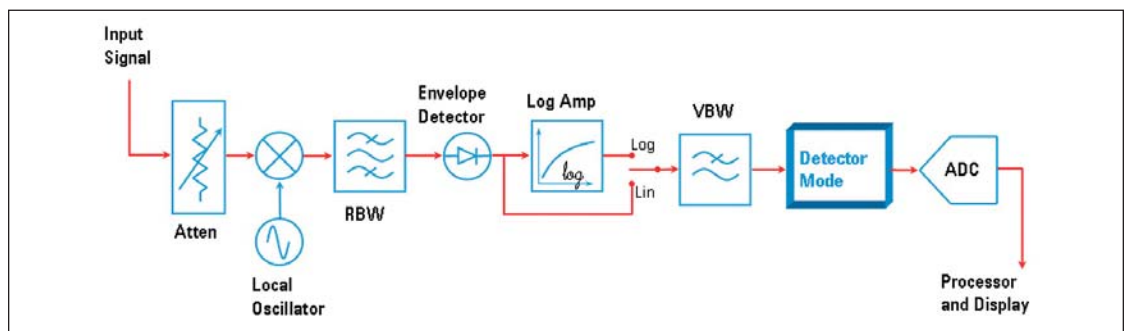 Input
Signal
Atten
Local
Oscillator
RBW
Envelope
Detector
Log Amp
log
Log
Lin
VBW
Detector
Mode
ADC
Processor
and Display